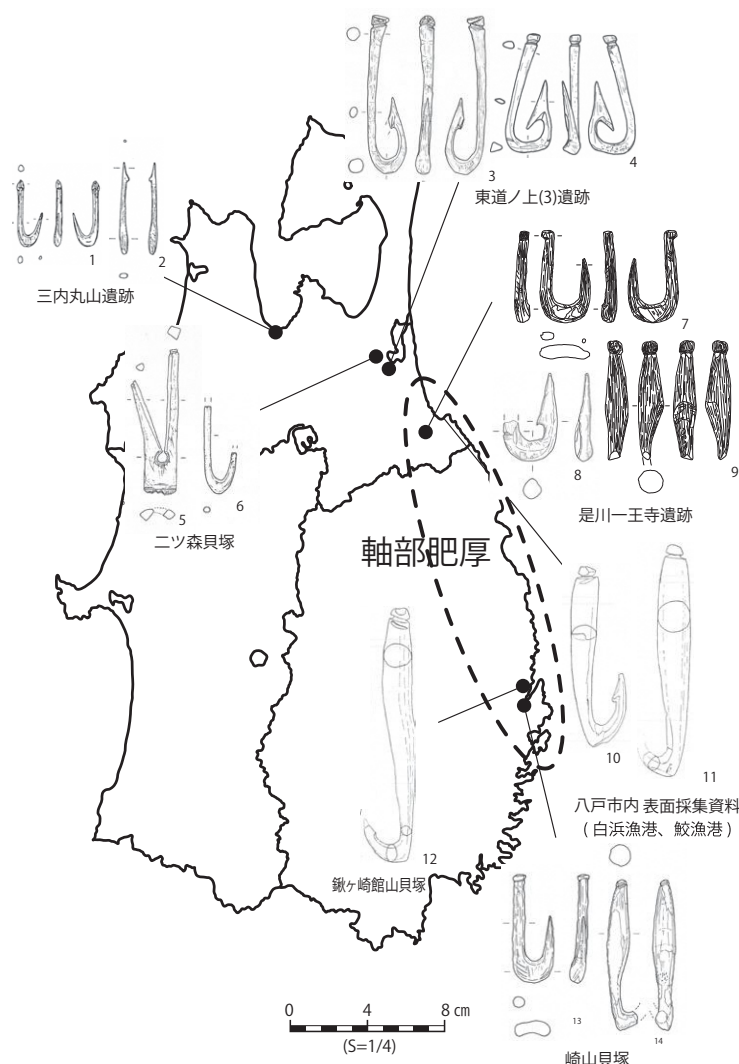 3
4
東道ノ上(3)遺跡
1
2
三内丸山遺跡
7
8
9
是川一王寺遺跡
5
6
二ツ森貝塚
軸部肥厚
10
11
八戸市内 表面採集資料
( 白浜漁港、鮫漁港 )
12
鍬ヶ崎館山貝塚
13
14
崎山貝塚
0 4 8 cm
(S=1/4)